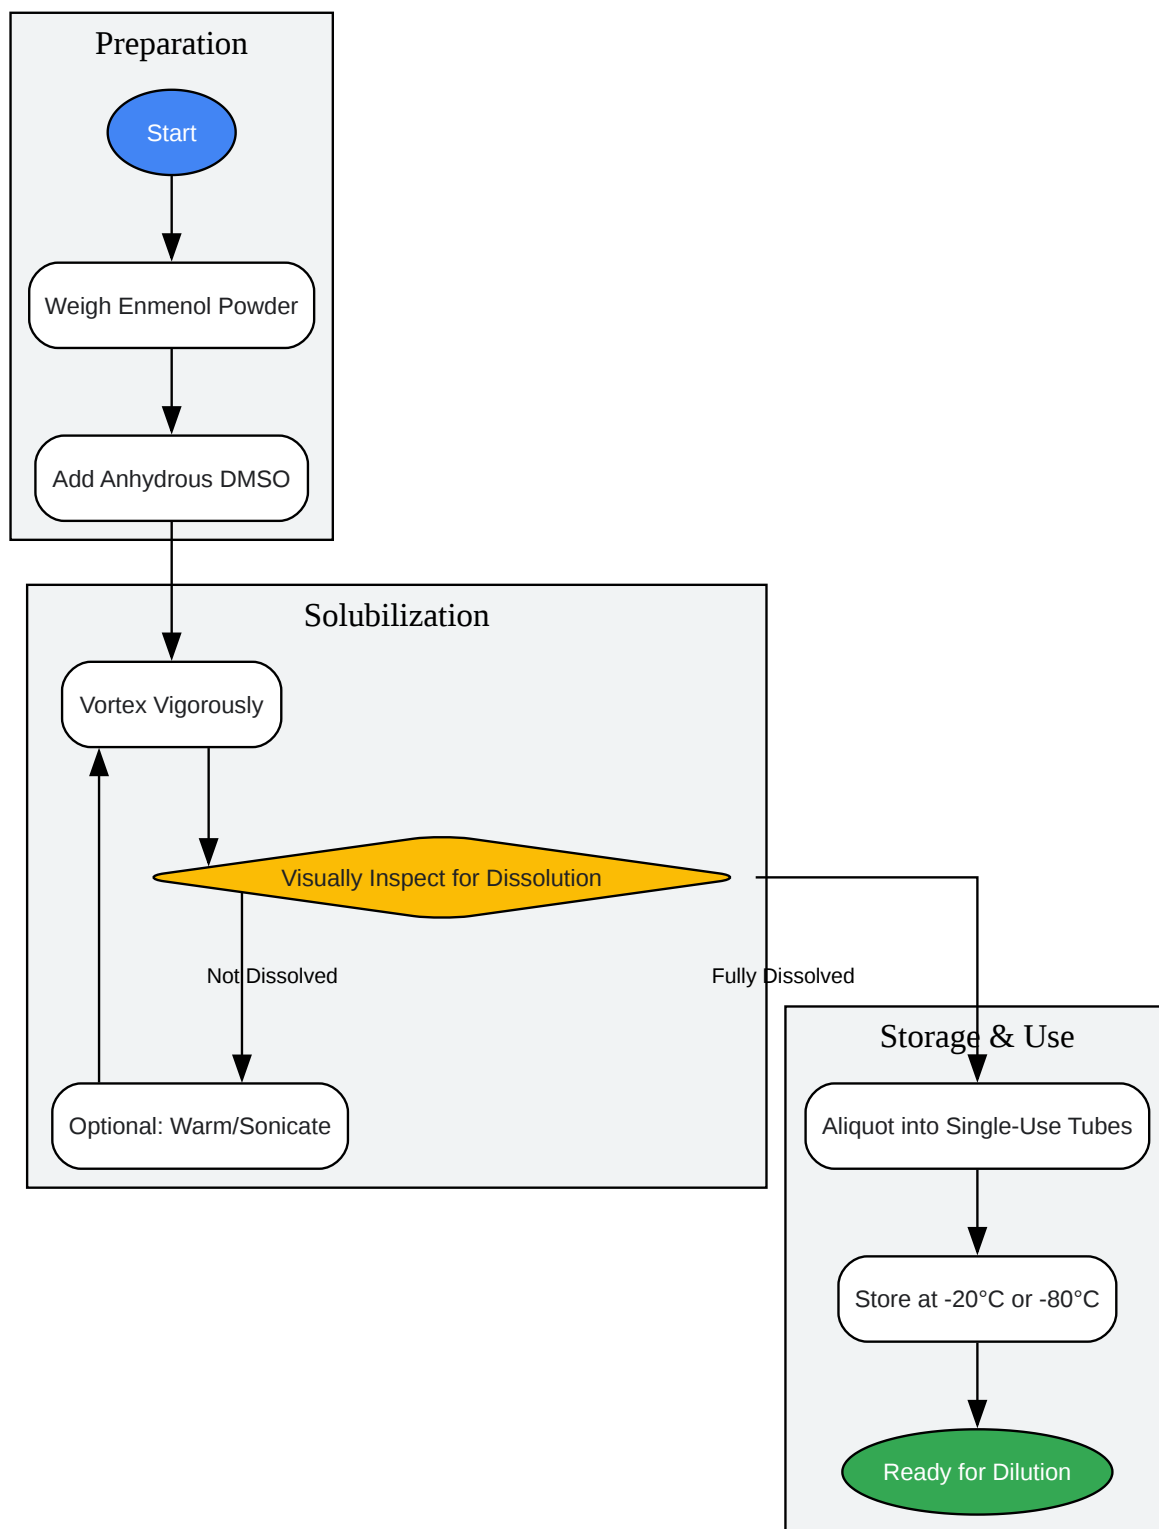 Preparation
Start
Weigh Enmenol Powder
Add Anhydrous DMSO
Solubilization
Vortex Vigorously
Visually Inspect for Dissolution
Not Dissolved
Fully Dissolved
Optional: Warm/Sonicate
Storage & Use
Aliquot into Single-Use Tubes
Store at -20°C or -80°C
Ready for Dilution